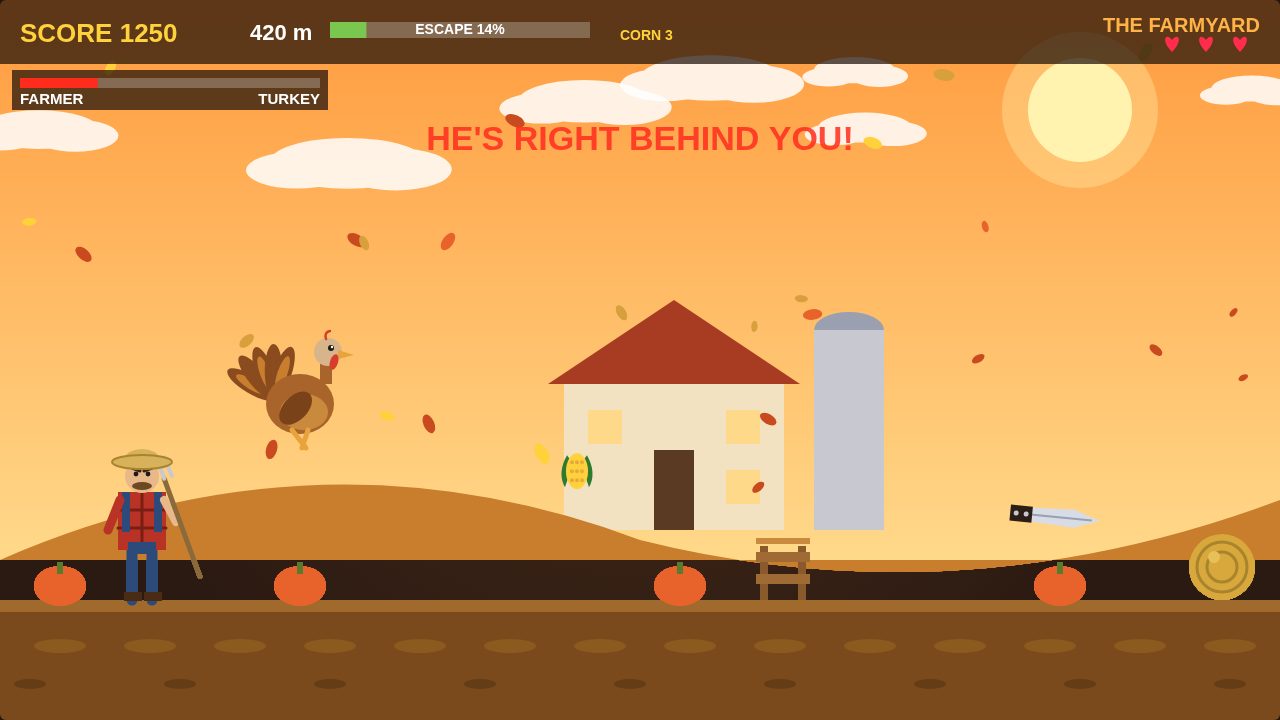 SCORE 1250
420 m
ESCAPE 14%
CORN 3
THE FARMYARD
FARMER
TURKEY
HE'S RIGHT BEHIND YOU!